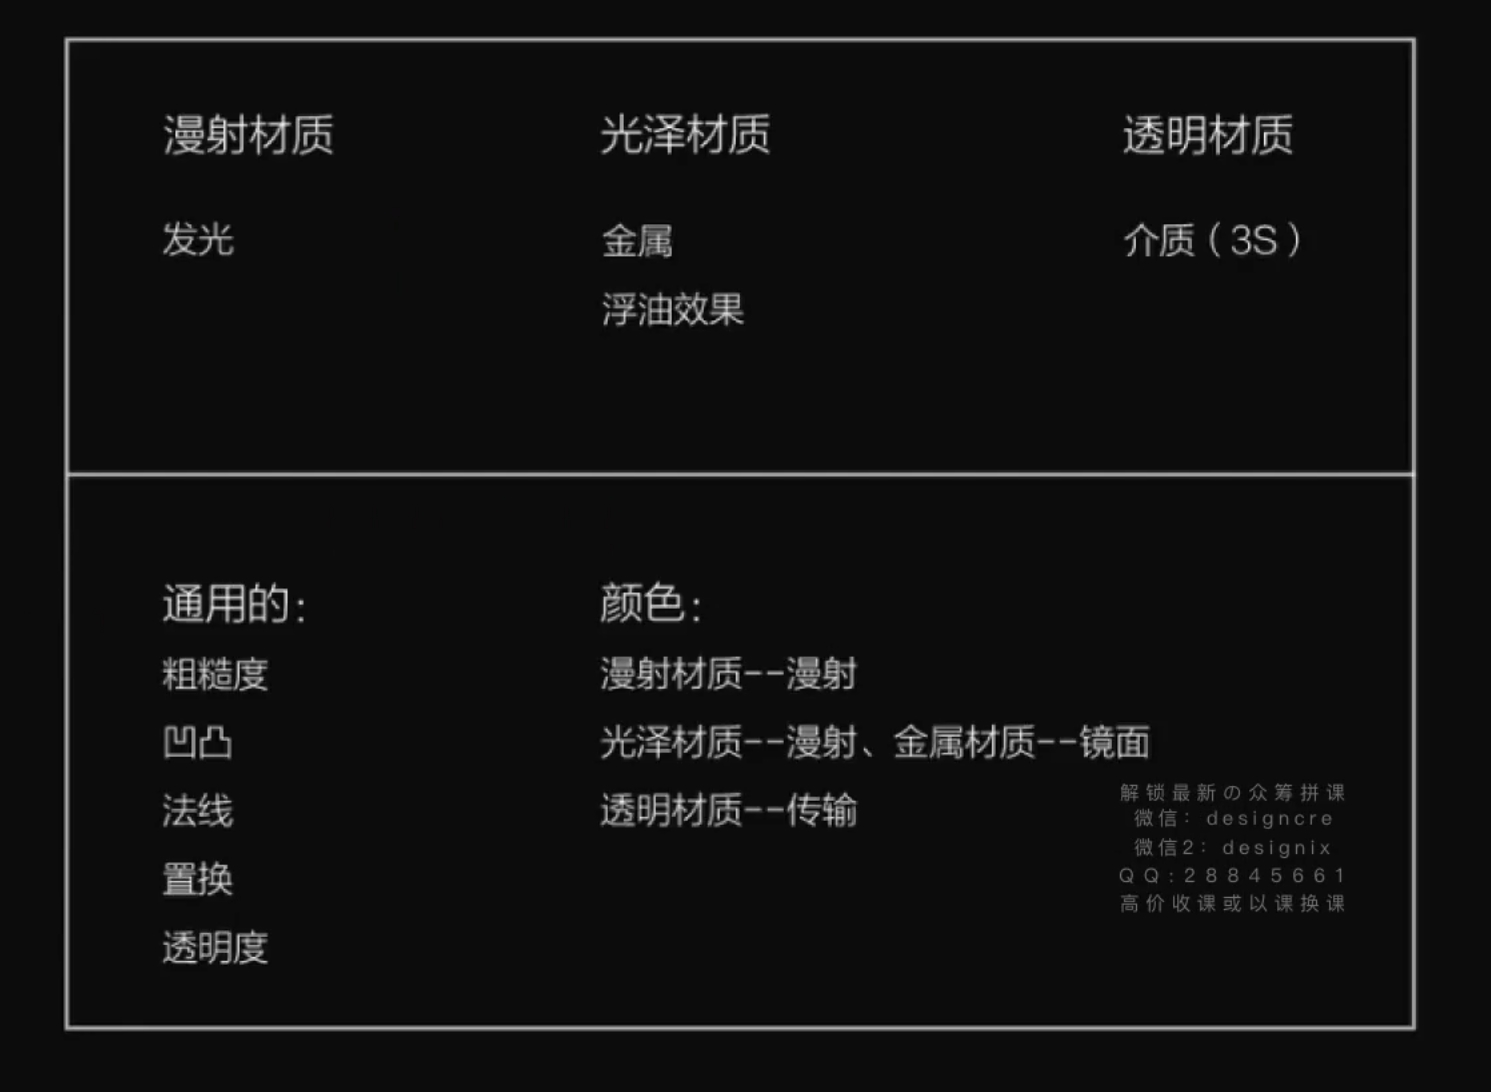 漫射材质 光泽材质 透明材质
发光 金属 介质（3S）
浮油效果
通用的： 颜色：
粗糙度 漫射材质--漫射
凹凸 光泽材质--漫射、金属材质--镜面
法线 透明材质--传输
置换
透明度
解锁最新の众筹拼课
微信：designcre
微信2：designix
QQ:28845661
高价收课或以课换课